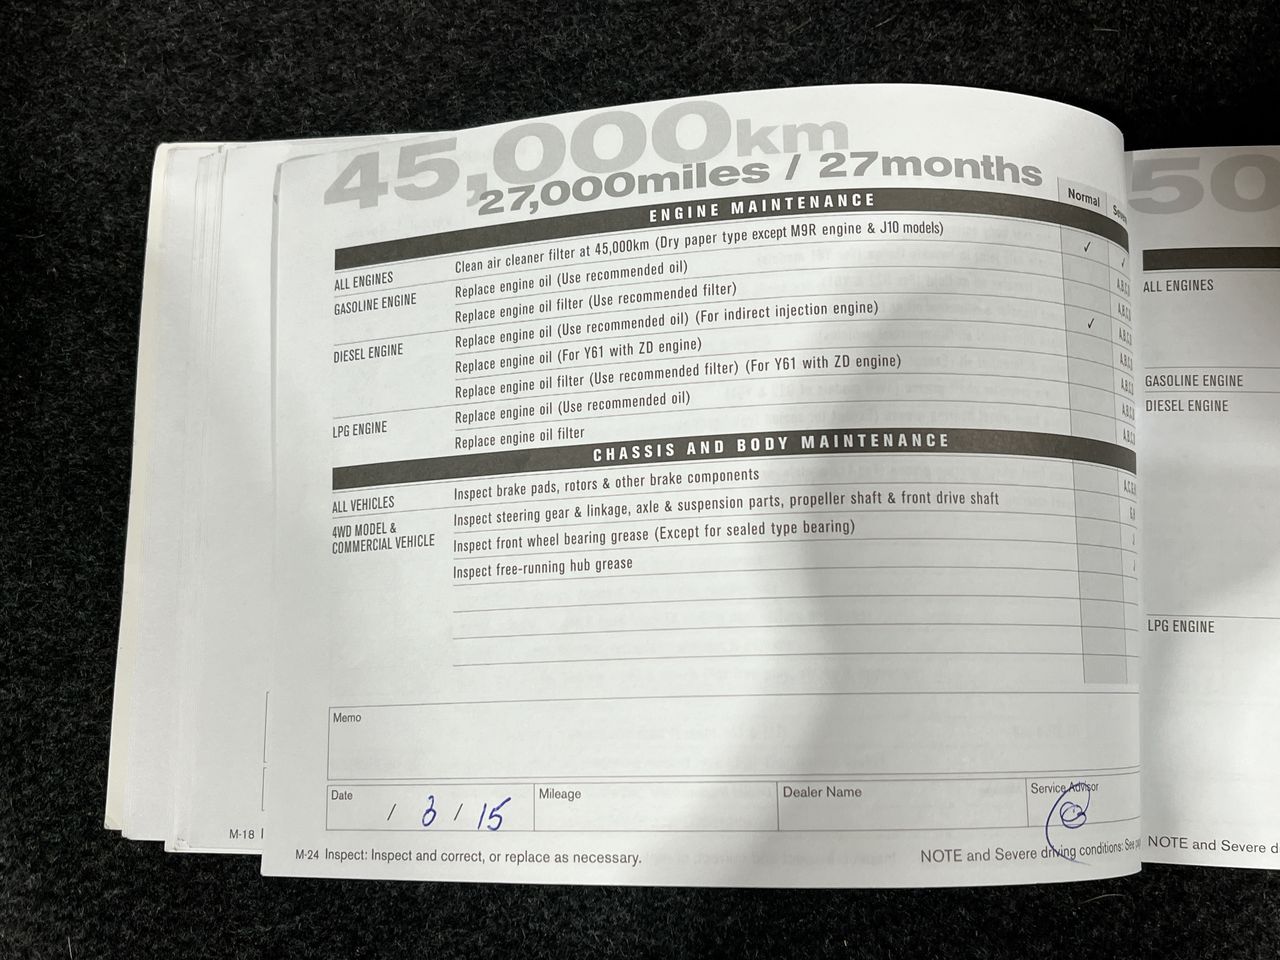 45,000km
27,000miles / 27months
Normal
ENGINE MAINTENANCE
ALL ENGINES Clean air cleaner filter at 45,000km (Dry paper type except M9R engine & J10 models) ✓ ✓
GASOLINE ENGINE Replace engine oil (Use recommended oil)
Replace engine oil filter (Use recommended filter)
DIESEL ENGINE Replace engine oil (Use recommended oil) (For indirect injection engine) ✓
Replace engine oil (For Y61 with ZD engine)
Replace engine oil filter (Use recommended filter) (For Y61 with ZD engine)
LPG ENGINE Replace engine oil (Use recommended oil)
Replace engine oil filter
CHASSIS AND BODY MAINTENANCE
ALL VEHICLES Inspect brake pads, rotors & other brake components
4WD MODEL & COMMERCIAL VEHICLE Inspect steering gear & linkage, axle & suspension parts, propeller shaft & front drive shaft
Inspect front wheel bearing grease (Except for sealed type bearing)
Inspect free-running hub grease
Memo
Date / 3 / 15
Mileage
Dealer Name
Service Advisor
M-24 Inspect: Inspect and correct, or replace as necessary.
NOTE and Severe driving conditions: See
M-18
50
ALL ENGINES
GASOLINE ENGINE
DIESEL ENGINE
LPG ENGINE
NOTE and Severe d